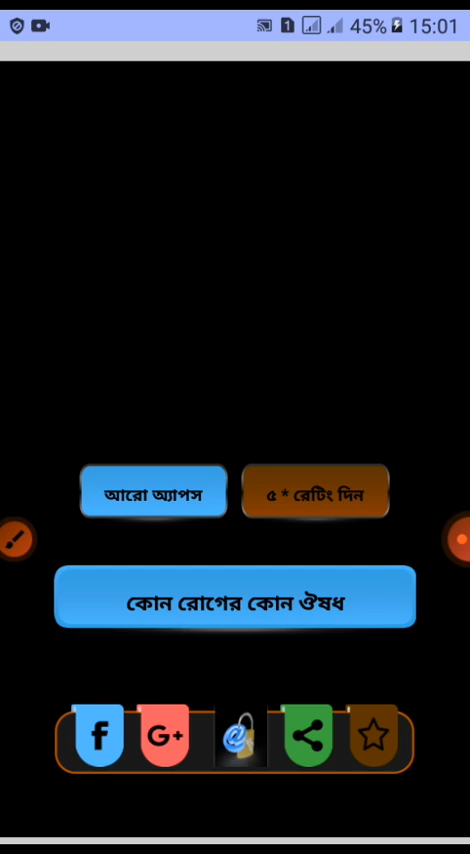 45% 15:01
আরো অ্যাপস
৫ * রেটিং দিন
কোন রোগের কোন ঔষধ
f G+ @